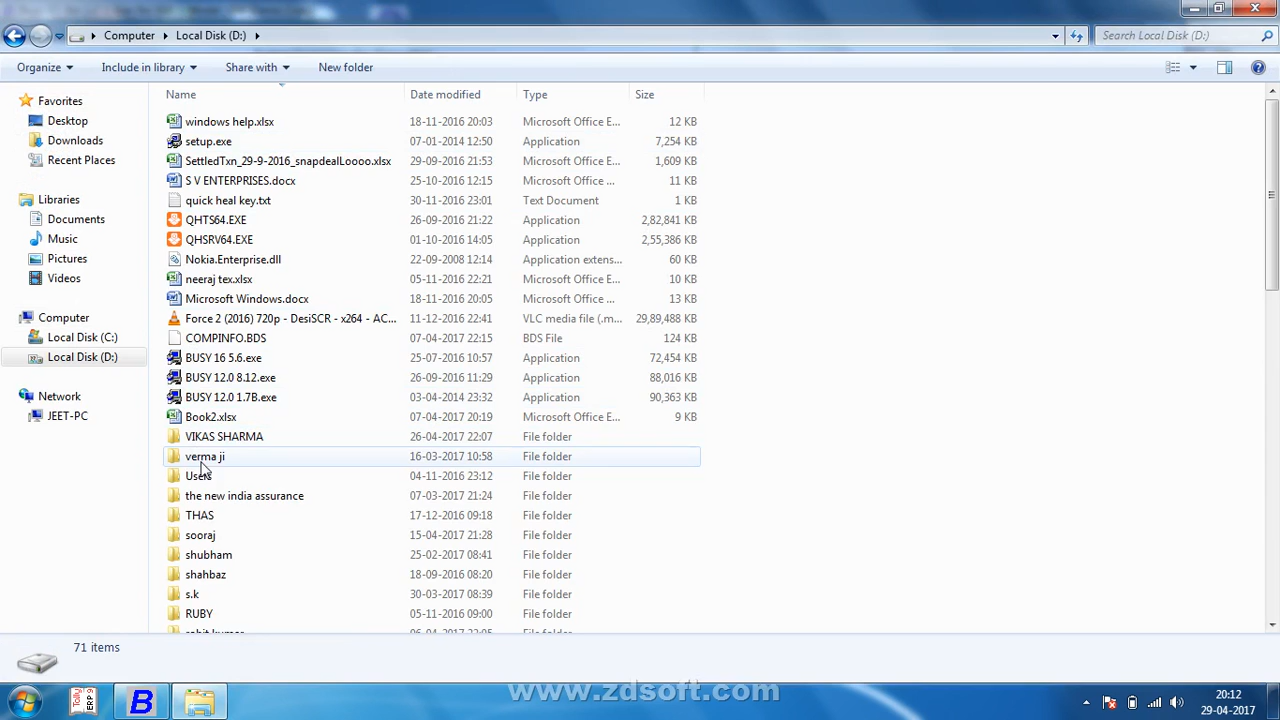 Computer Local Disk (D:) Search Local Disk (D:)
Organize Include in library Share with New folder
Name Date modified Type Size
Favorites
Desktop
Downloads
Recent Places
Libraries
Documents
Music
Pictures
Videos
Computer
Local Disk (C:)
Local Disk (D:)
Network
JEET-PC
windows help.xlsx 18-11-2016 20:03 Microsoft Office E... 12 KB
setup.exe 07-01-2014 12:50 Application 7,254 KB
SettledTxn_29-9-2016_snapdealLoooo.xlsx 29-09-2016 21:53 Microsoft Office E... 1,609 KB
S V ENTERPRISES.docx 25-10-2016 12:15 Microsoft Office ... 11 KB
quick heal key.txt 30-11-2016 23:01 Text Document 1 KB
QHTS64.EXE 26-09-2016 21:22 Application 2,82,841 KB
QHSRV64.EXE 01-10-2016 14:05 Application 2,55,386 KB
Nokia.Enterprise.dll 22-09-2008 12:14 Application extens... 60 KB
neeraj tex.xlsx 05-11-2016 22:21 Microsoft Office E... 10 KB
Microsoft Windows.docx 18-11-2016 20:05 Microsoft Office ... 13 KB
Force 2 (2016) 720p - DesiSCR - x64 - AC... 11-12-2016 22:41 VLC media file (.m... 29,89,488 KB
COMPINFO.BDS 07-04-2017 22:15 BDS File 124 KB
BUSY 16 5.6.exe 25-07-2016 10:57 Application 72,454 KB
BUSY 12.0 8.12.exe 26-09-2016 11:29 Application 88,016 KB
BUSY 12.0 1.7B.exe 03-04-2014 23:32 Application 90,363 KB
Book2.xlsx 07-04-2017 20:19 Microsoft Office E... 9 KB
VIKAS SHARMA 26-04-2017 22:07 File folder
verma ji 16-03-2017 10:58 File folder
Users 04-11-2016 23:12 File folder
the new india assurance 07-03-2017 21:24 File folder
THAS 17-12-2016 09:18 File folder
sooraj 15-04-2017 21:28 File folder
shubham 25-02-2017 08:41 File folder
shahbaz 18-09-2016 08:20 File folder
s.k 30-03-2017 08:39 File folder
RUBY 05-11-2016 09:00 File folder
71 items
Tally ERP 9 B www.zdsoft.com 20:12
29-04-2017